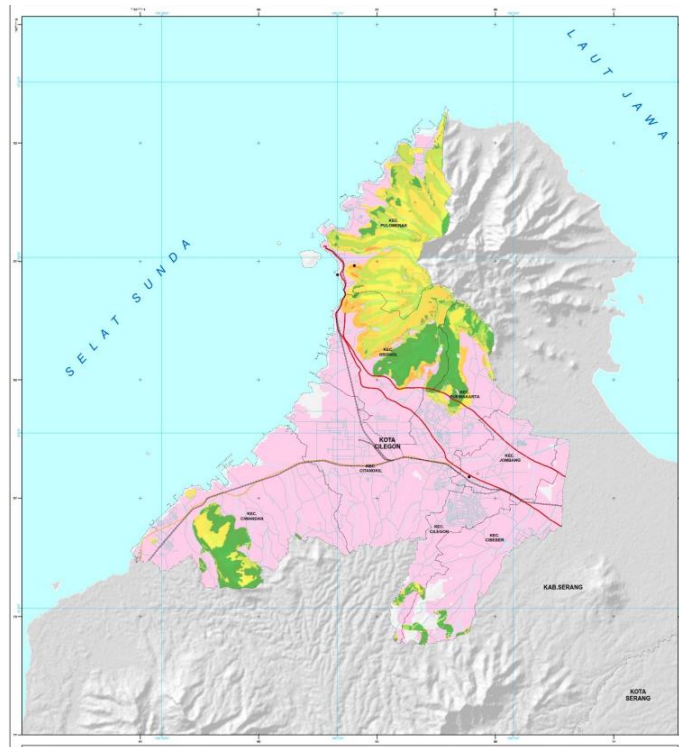 LAUT JAWA
SELAT SUNDA
KEC.
PULOMERAK
KEC.
GROGOL
KEC.
PURWAKARTA
KOTA
CILEGON
KEC.
JOMBANG
KEC.
CITANGKIL
KEC.
CIWANDAN
KEC.
CILEGON
KEC.
CIBEBER
KAB.SERANG
KOTA
SERANG